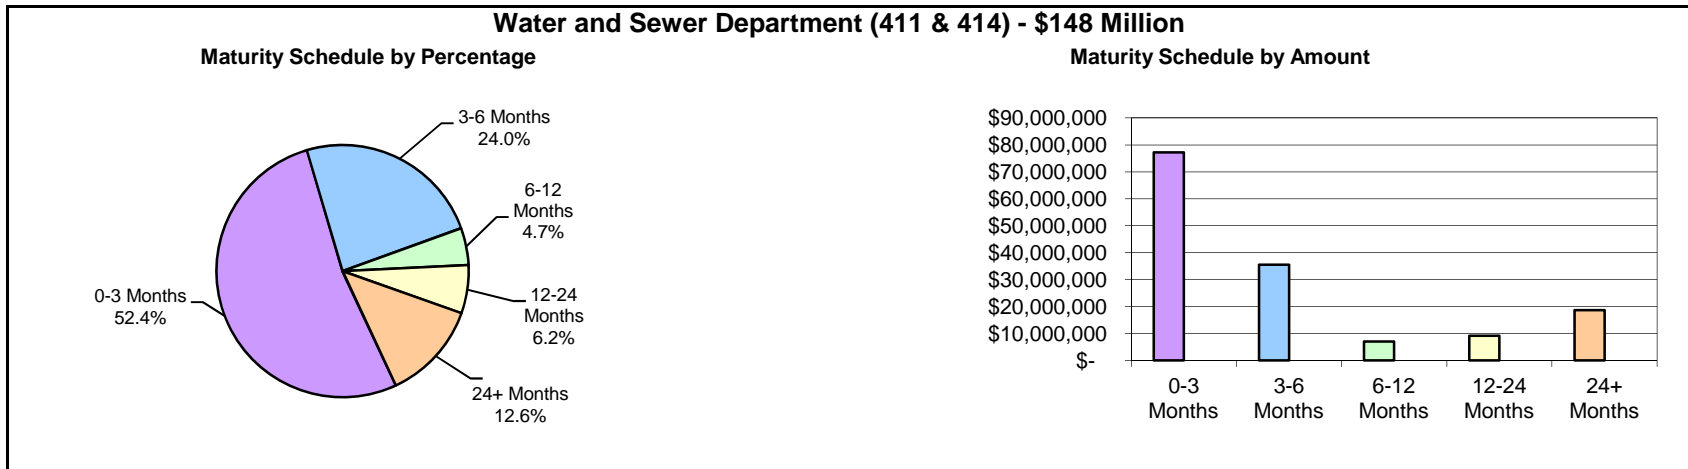 Water and Sewer Department (411 & 414) - $148 Million
Maturity Schedule by Percentage
3-6 Months
24.0%
6-12
Months
4.7%
12-24
Months
6.2%
24+ Months
12.6%
0-3 Months
52.4%
Maturity Schedule by Amount
$90,000,000
$80,000,000
$70,000,000
$60,000,000
$50,000,000
$40,000,000
$30,000,000
$20,000,000
$10,000,000
$-
0-3
Months
3-6
Months
6-12
Months
12-24
Months
24+
Months